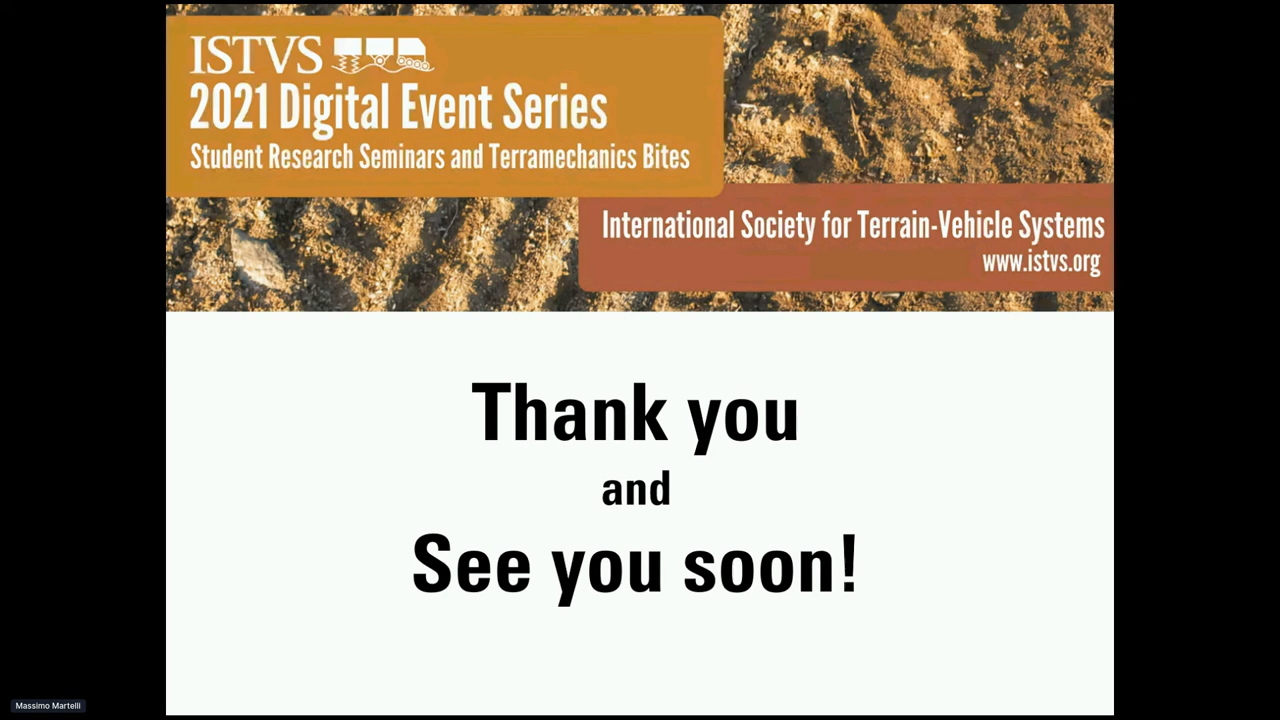 ISTVS
2021 Digital Event Series
Student Research Seminars and Terramechanics Bites
International Society for Terrain-Vehicle Systems
www.istvs.org
Thank you
and
See you soon!
Massimo Martelli